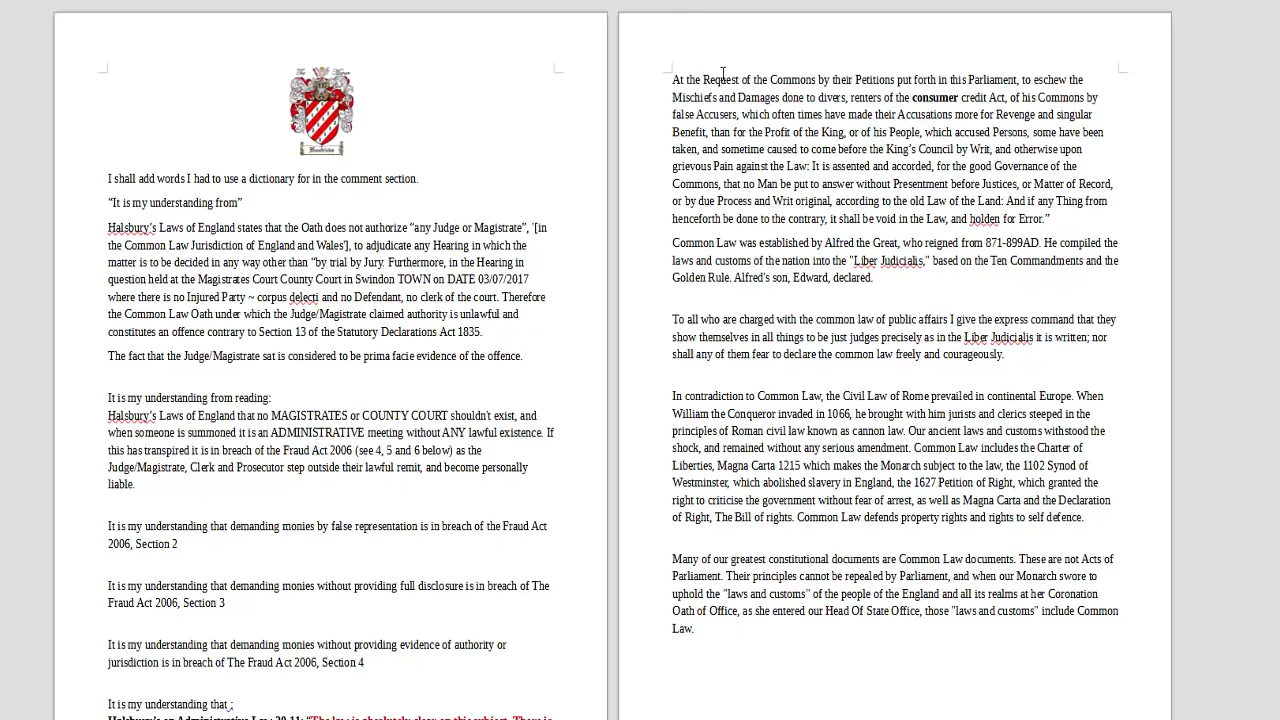 The
I shall add words I had to use a dictionary for in the comment section.
“It is my understanding from”
Halsbury’s Laws of England states that the Oath does not authorize “any Judge or Magistrate”, '[in
the Common Law Jurisdiction of England and Wales'], to adjudicate any Hearing in which the
matter is to be decided in any way other than “by trial by Jury. Furthermore, in the Hearing in
question held at the Magistrates Court County Court in Swindon TOWN on DATE 03/07/2017
where there is no Injured Party ~ corpus delecti and no Defendant, no clerk of the court. Therefore
the Common Law Oath under which the Judge/Magistrate claimed authority is unlawful and
constitutes an offence contrary to Section 13 of the Statutory Declarations Act 1835.
The fact that the Judge/Magistrate sat is considered to be prima facie evidence of the offence.
It is my understanding from reading:
Halsbury’s Laws of England that no MAGISTRATES or COUNTY COURT shouldn't exist, and
when someone is summoned it is an ADMINISTRATIVE meeting without ANY lawful existence. If
this has transpired it is in breach of the Fraud Act 2006 (see 4, 5 and 6 below) as the
Judge/Magistrate, Clerk and Prosecutor step outside their lawful remit, and become personally
liable.
It is my understanding that demanding monies by false representation is in breach of the Fraud Act
2006, Section 2
It is my understanding that demanding monies without providing full disclosure is in breach of The
Fraud Act 2006, Section 3
It is my understanding that demanding monies without providing evidence of authority or
jurisdiction is in breach of The Fraud Act 2006, Section 4
It is my understanding that ;
Halsbury's on Administrative Law 20.11: “The law is absolutely clear on this subject. There is
At the Request of the Commons by their Petitions put forth in this Parliament, to eschew the
Mischiefs and Damages done to divers, renters of the consumer credit Act, of his Commons by
false Accusers, which often times have made their Accusations more for Revenge and singular
Benefit, than for the Profit of the King, or of his People, which accused Persons, some have been
taken, and sometime caused to come before the King’s Council by Writ, and otherwise upon
grievous Pain against the Law: It is assented and accorded, for the good Governance of the
Commons, that no Man be put to answer without Presentment before Justices, or Matter of Record,
or by due Process and Writ original, according to the old Law of the Land: And if any Thing from
henceforth be done to the contrary, it shall be void in the Law, and holden for Error.”
Common Law was established by Alfred the Great, who reigned from 871-899AD. He compiled the
laws and customs of the nation into the "Liber Judicialis," based on the Ten Commandments and the
Golden Rule. Alfred's son, Edward, declared.
To all who are charged with the common law of public affairs I give the express command that they
show themselves in all things to be just judges precisely as in the Liber Judicialis it is written; nor
shall any of them fear to declare the common law freely and courageously.
In contradiction to Common Law, the Civil Law of Rome prevailed in continental Europe. When
William the Conqueror invaded in 1066, he brought with him jurists and clerics steeped in the
principles of Roman civil law known as cannon law. Our ancient laws and customs withstood the
shock, and remained without any serious amendment. Common Law includes the Charter of
Liberties, Magna Carta 1215 which makes the Monarch subject to the law, the 1102 Synod of
Westminster, which abolished slavery in England, the 1627 Petition of Right, which granted the
right to criticise the government without fear of arrest, as well as Magna Carta and the Declaration
of Right, The Bill of rights. Common Law defends property rights and rights to self defence.
Many of our greatest constitutional documents are Common Law documents. These are not Acts of
Parliament. Their principles cannot be repealed by Parliament, and when our Monarch swore to
uphold the "laws and customs" of the people of the England and all its realms at her Coronation
Oath of Office, as she entered our Head Of State Office, those "laws and customs" include Common
Law.